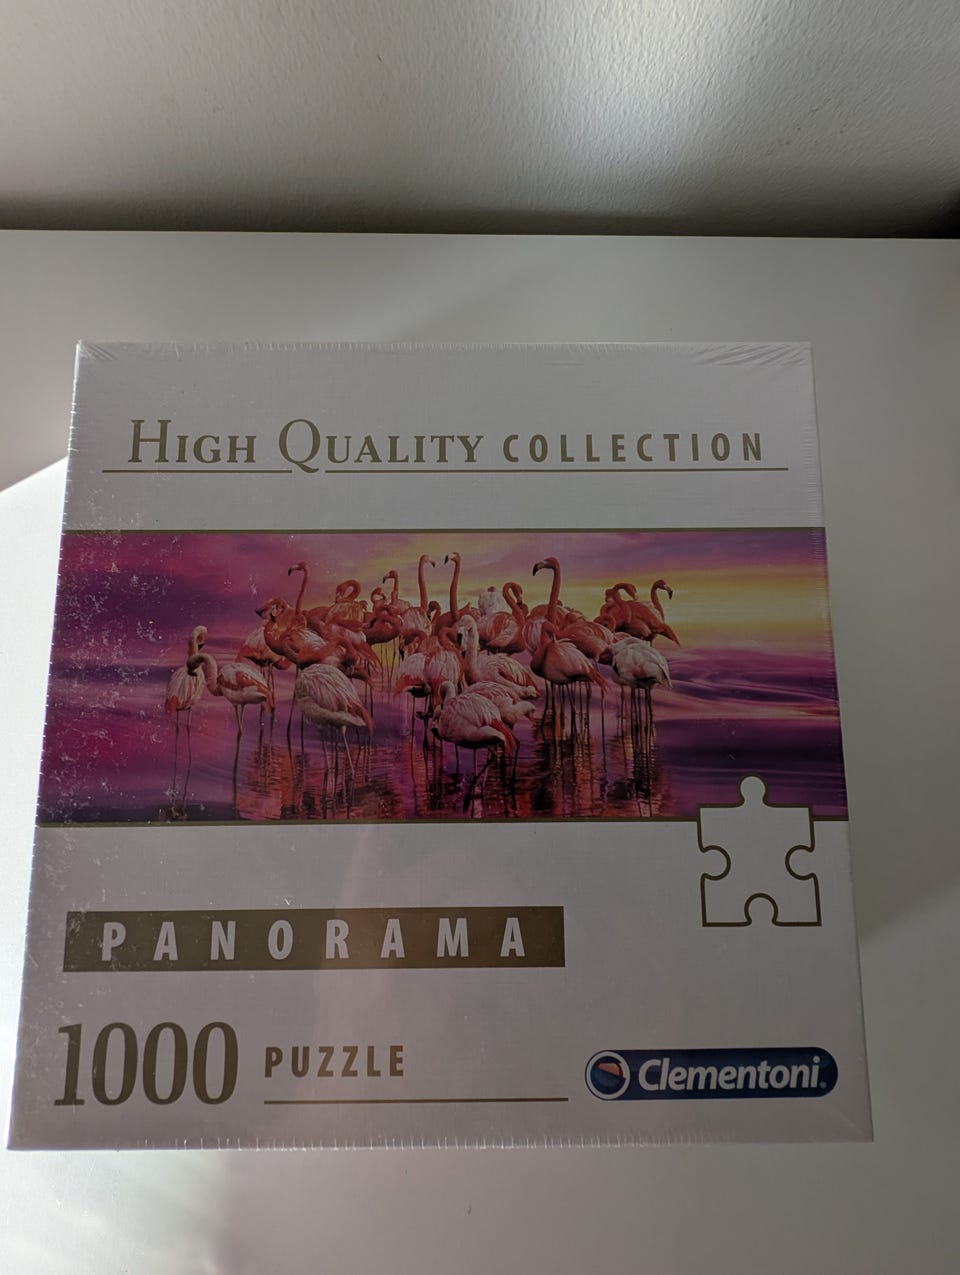 HIGH QUALITY COLLECTION
PANORAMA
1000 PUZZLE
Clementoni®